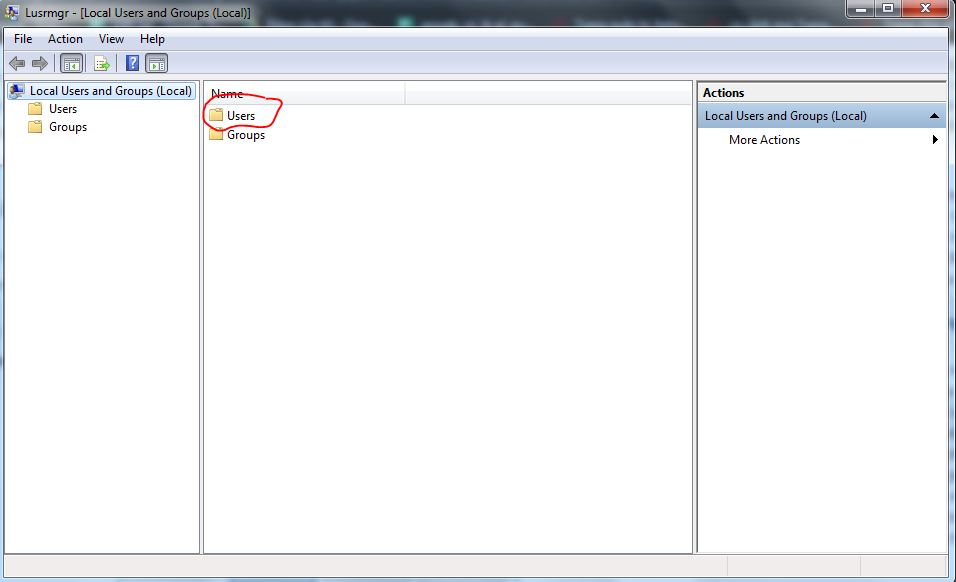 Lusrmgr - [Local Users and Groups (Local)]
File Action View Help
Local Users and Groups (Local)
Users
Groups
Name
Users
Groups
Actions
Local Users and Groups (Local)
More Actions